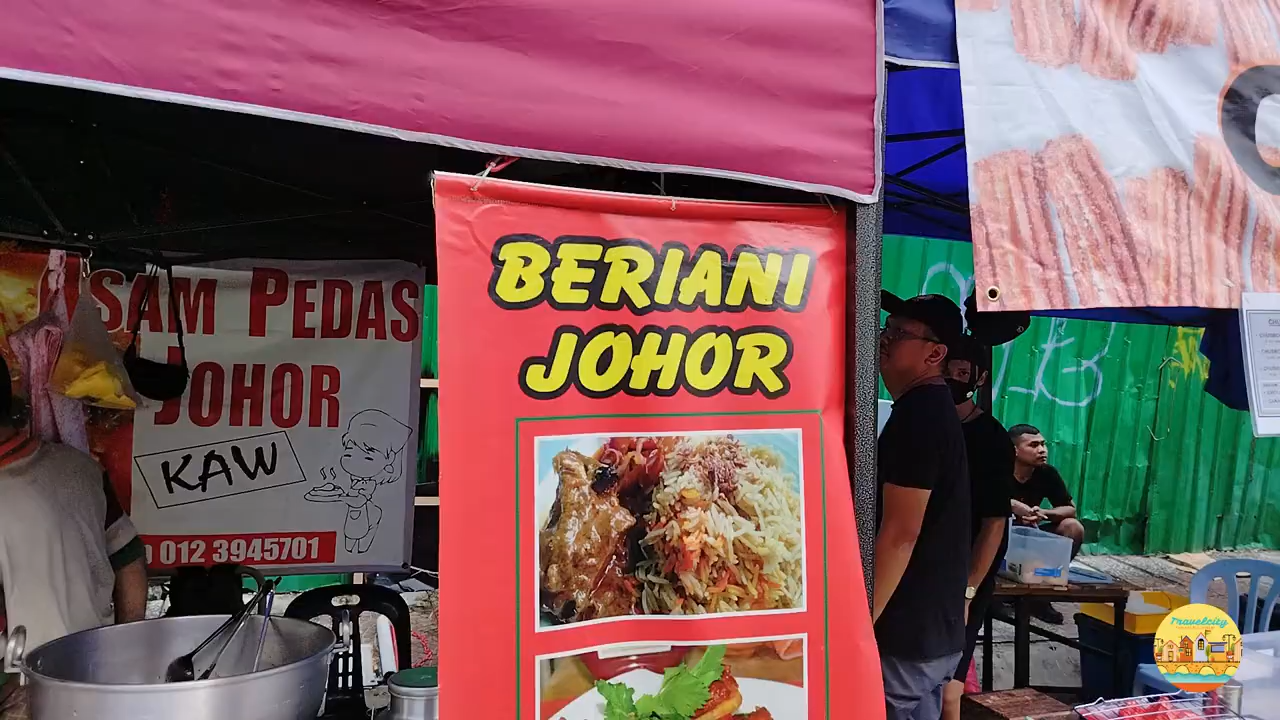 SAM PEDAS
JOHOR
KAW
012 3945701
BERIANI
JOHOR
Travelcity